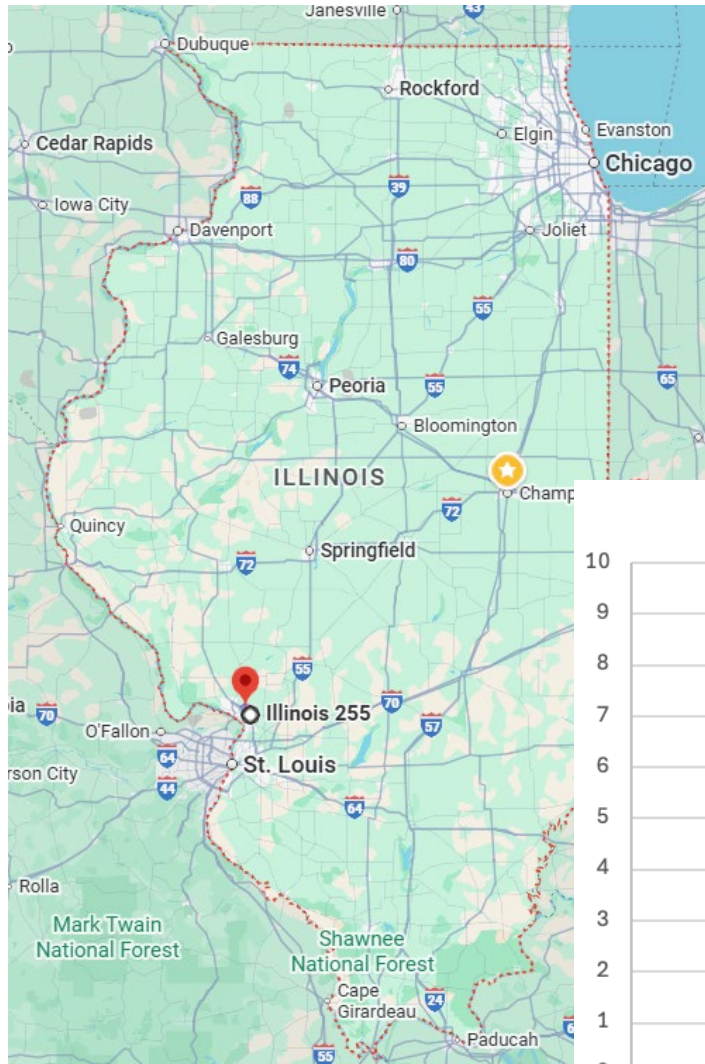 Janesville
43
Dubuque
Rockford
Elgin
Evanston
Cedar Rapids
Chicago
39
88
Iowa City
Davenport
Joliet
80
55
Galesburg
74
65
Peoria
55
Bloomington
ILLINOIS
Champ
72
Quincy
Springfield
72
10
9
8
55
70
70
Illinois 255
57
7
O'Fallon
64
St. Louis
6
rson City
44
64
5
4
Rolla
3
Mark Twain
National Forest
Shawnee
National Forest
2
Cape
Girardeau
24
1
Paducah
55